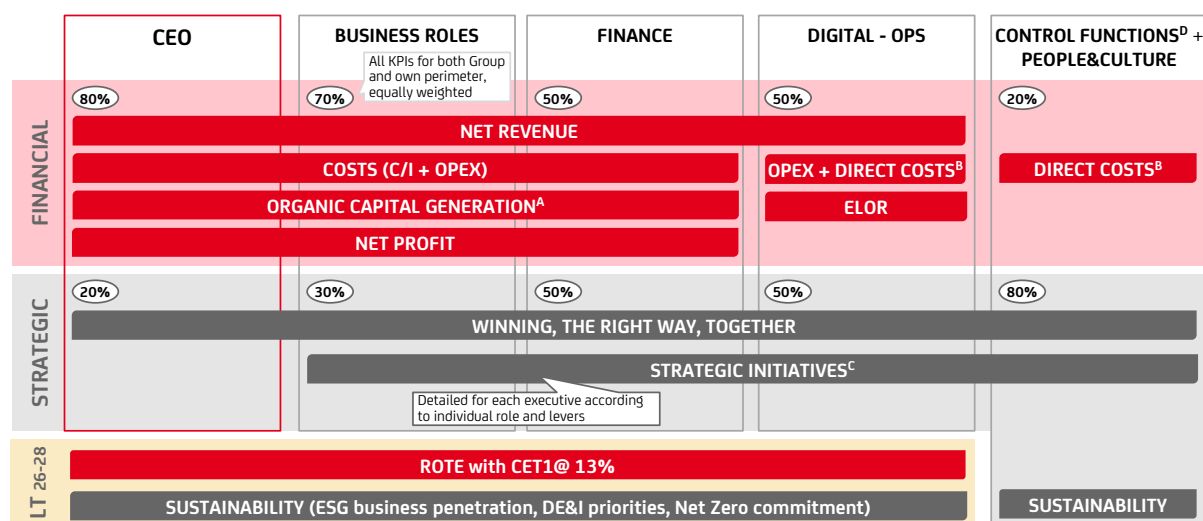 CEO
BUSINESS ROLES
FINANCE
DIGITAL - OPS
CONTROL FUNCTIONSᴰ +
PEOPLE&CULTURE
All KPIs for both Group
and own perimeter,
equally weighted
FINANCIAL
80%
70%
50%
50%
20%
NET REVENUE
COSTS (C/I + OPEX)
OPEX + DIRECT COSTSᴮ
DIRECT COSTSᴮ
ORGANIC CAPITAL GENERATIONᴬ
ELOR
NET PROFIT
STRATEGIC
20%
30%
50%
50%
80%
WINNING, THE RIGHT WAY, TOGETHER
STRATEGIC INITIATIVESᶜ
Detailed for each executive according
to individual role and levers
LT 26-28
ROTE with CET1@ 13%
SUSTAINABILITY (ESG business penetration, DE&I priorities, Net Zero commitment)
SUSTAINABILITY